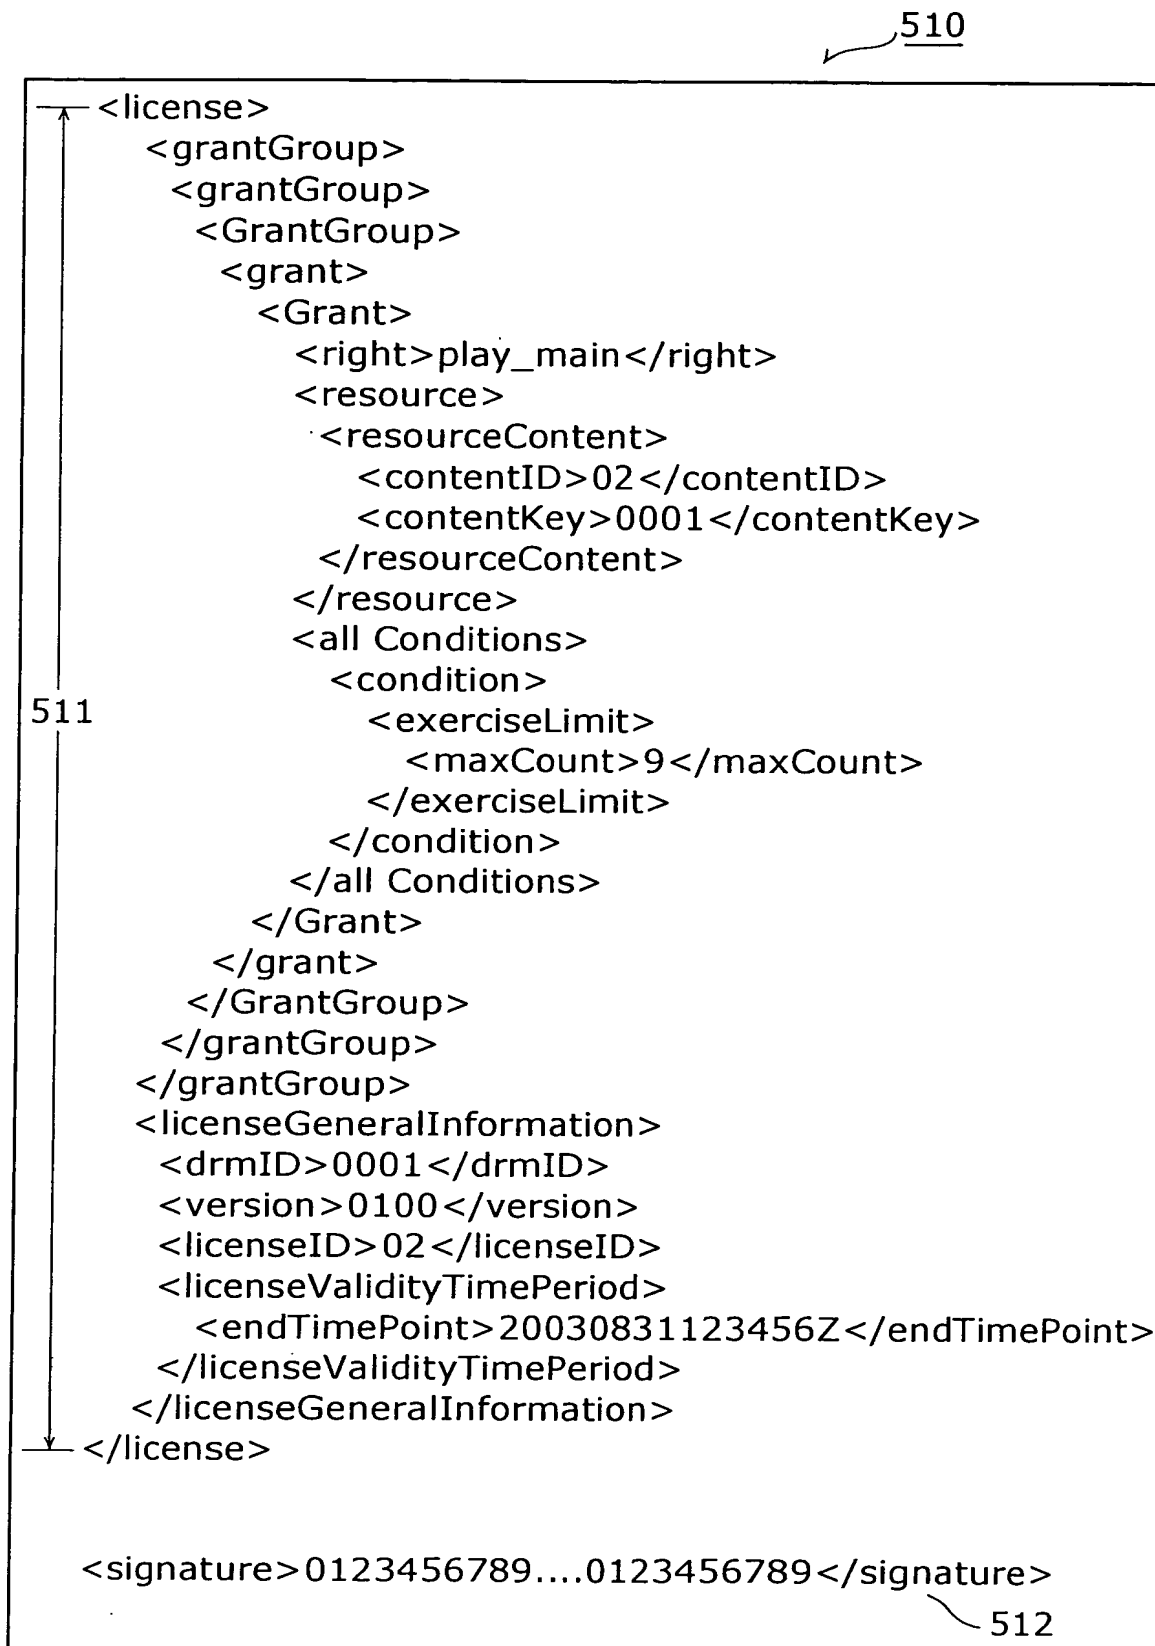 510
<license>
<grantGroup>
<grantGroup>
<GrantGroup>
<grant>
<Grant>
<right>play_main</right>
<resource>
<resourceContent>
<contentID>02</contentID>
<contentKey>0001</contentKey>
</resourceContent>
</resource>
<all Conditions>
<condition>
511
<exerciseLimit>
<maxCount>9</maxCount>
</exerciseLimit>
</condition>
</all Conditions>
</Grant>
</grant>
</GrantGroup>
</grantGroup>
</grantGroup>
<licenseGeneralInformation>
<drmID>0001</drmID>
<version>0100</version>
<licenseID>02</licenseID>
<licenseValidityTimePeriod>
<endTimePoint>20030831123456Z</endTimePoint>
</licenseValidityTimePeriod>
</licenseGeneralInformation>
</license>
<signature>0123456789....0123456789</signature>
512